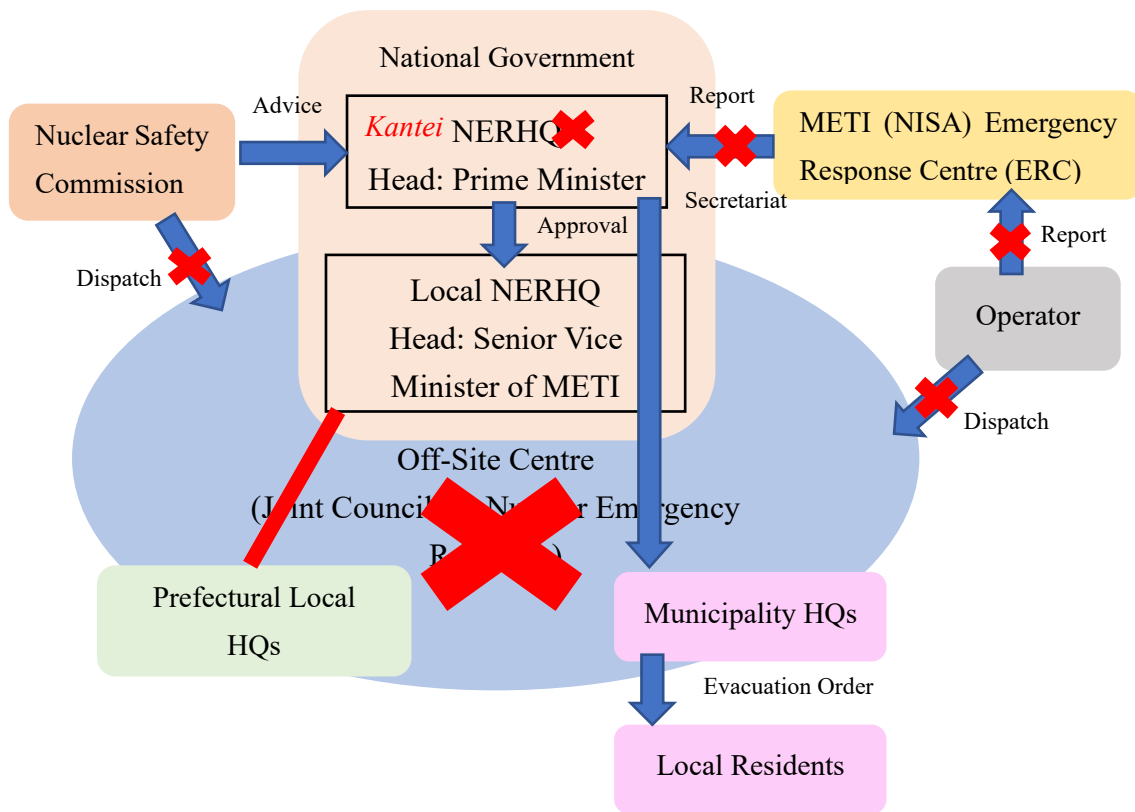 National Government
Advice
Report
Nuclear Safety
Commission
Kantei NERHQ
Head: Prime Minister
METI (NISA) Emergency
Response Centre (ERC)
Secretariat
Approval
Report
Dispatch
Local NERHQ
Head: Senior Vice
Minister of METI
Operator
Dispatch
Off-Site Centre
(Joint Council Emergency
Prefectural Local
HQs
Municipality HQs
Evacuation Order
Local Residents